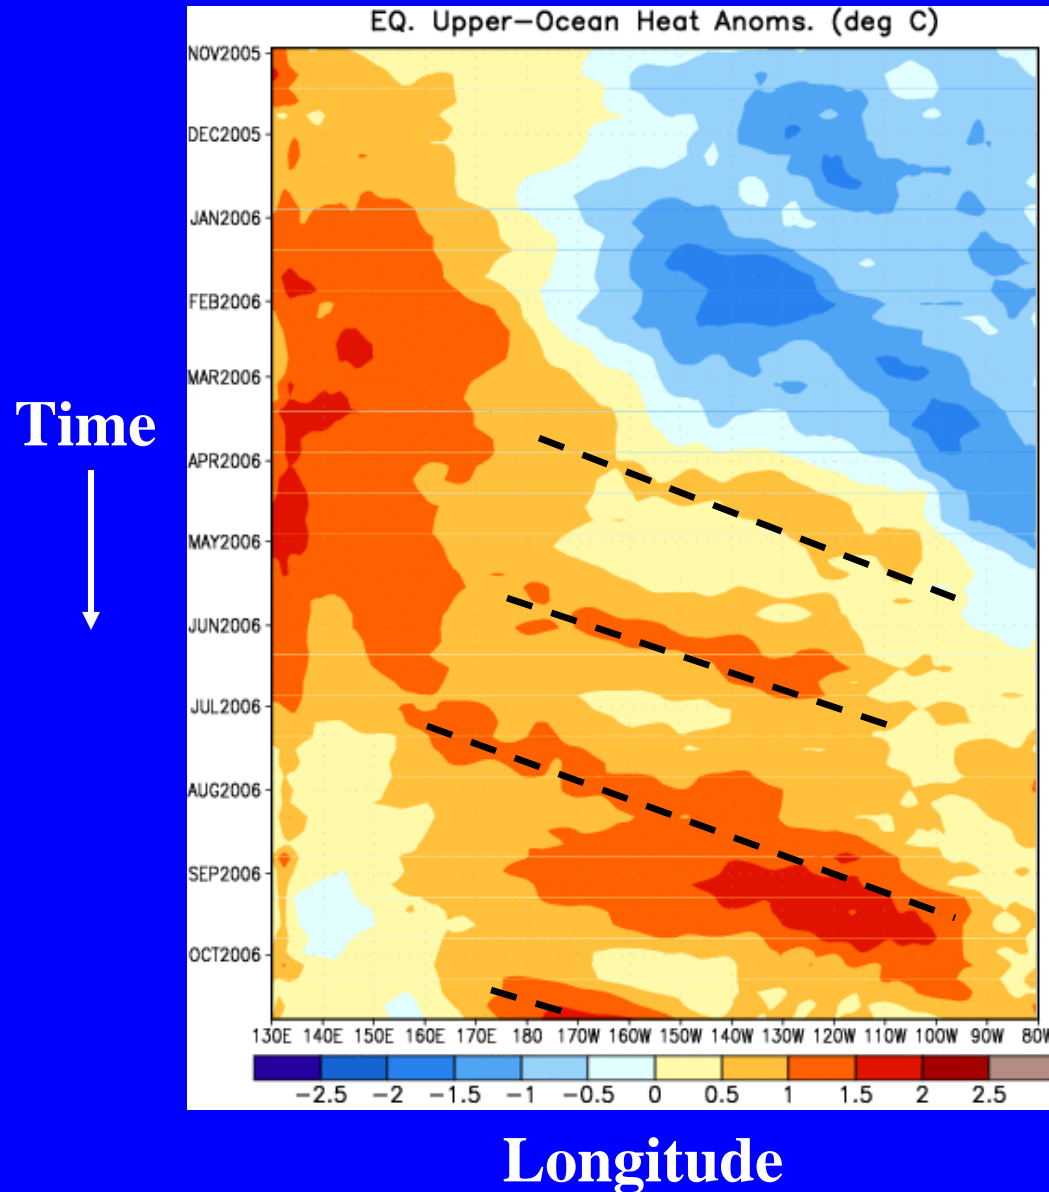 EQ. Upper-Ocean Heat Anoms. (deg C)
NOV2005
DEC2005
JAN2006
FEB2006
MAR2006
Time
APR2006
MAY2006
JUN2006
JUL2006
AUG2006
SEP2006
OCT2006
130E 140E 150E 160E 170E 180 170W 160W 150W 140W 130W 120W 110W 100W 90W 80W
-2.5 -2 -1.5 -1 -0.5 0 0.5 1 1.5 2 2.5
Longitude